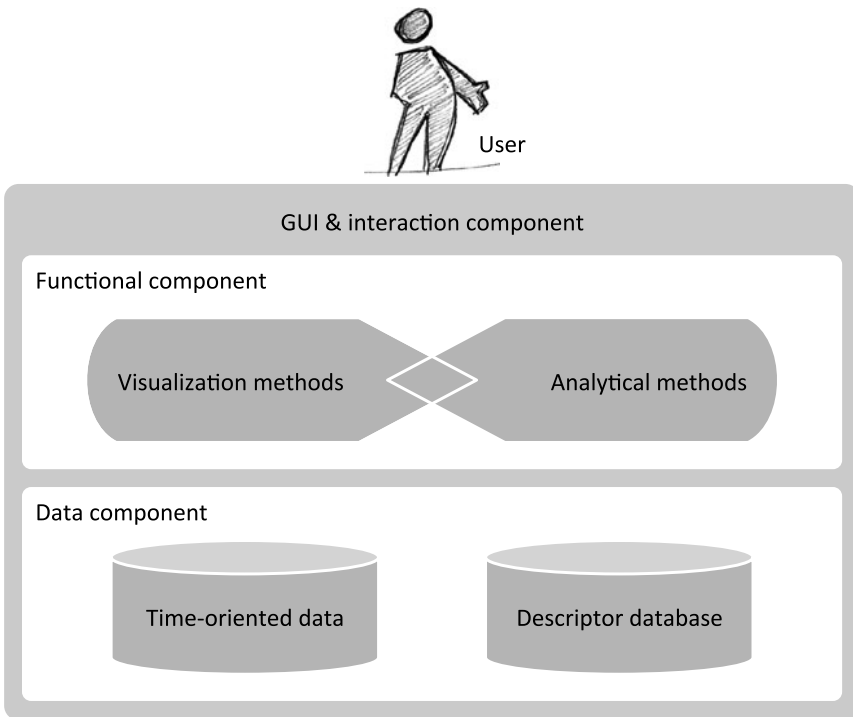 User
GUI & interaction component
Functional component
Visualization methods
Analytical methods
Data component
Time-oriented data
Descriptor database